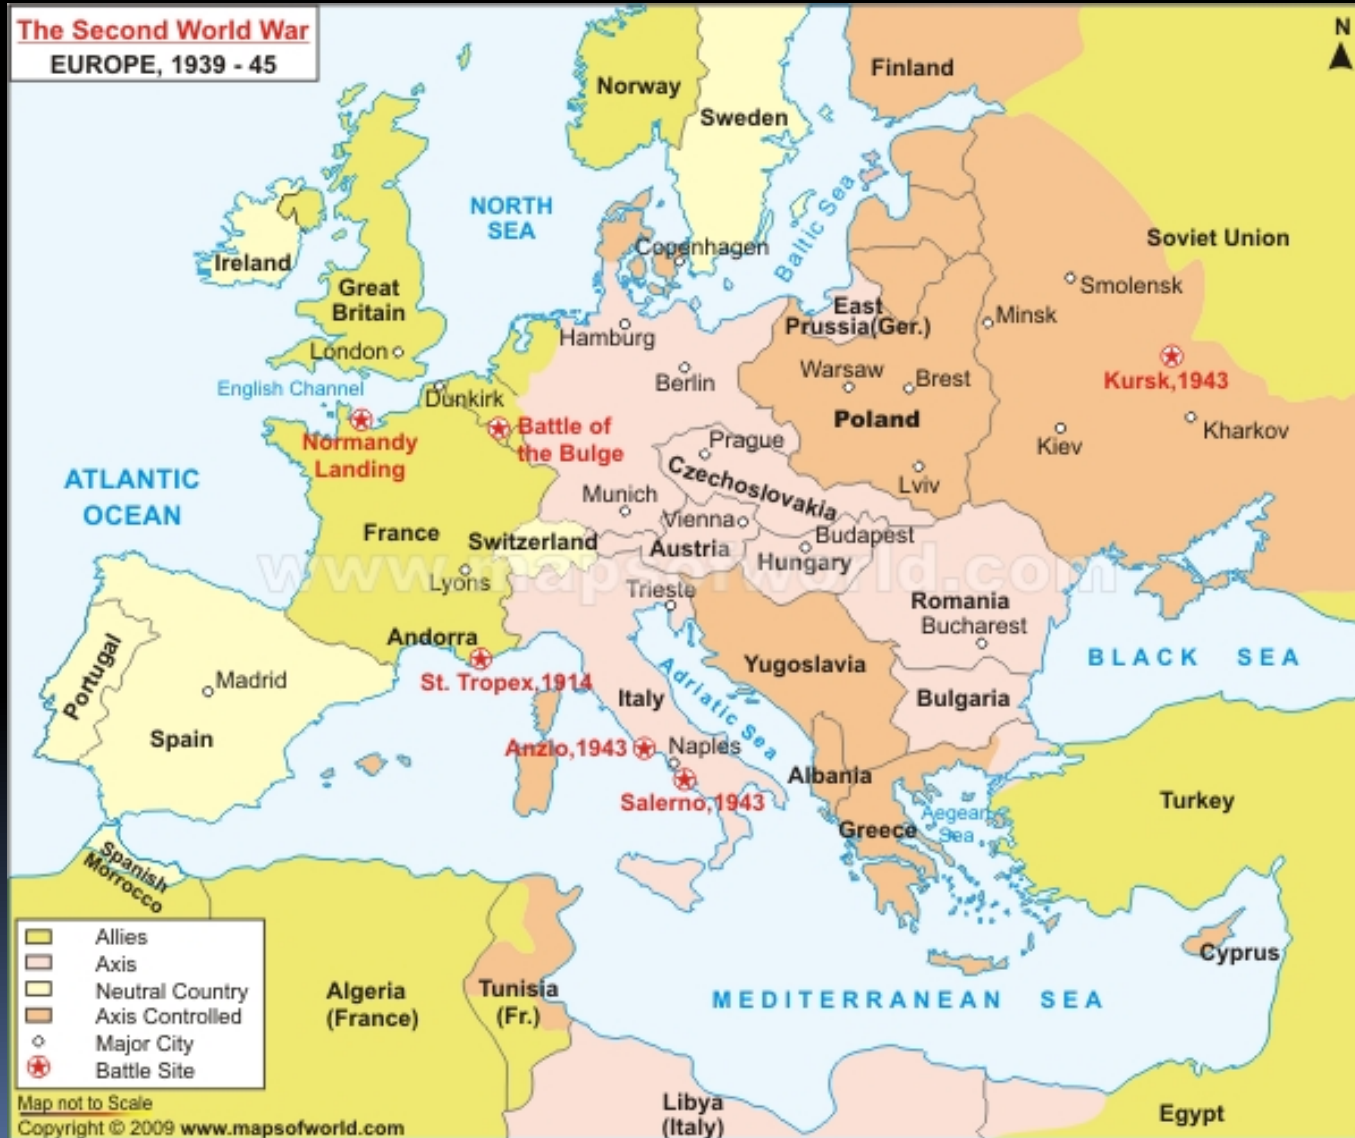 The Second World War
EUROPE, 1939 - 45
N
Norway
Sweden
Finland
NORTH
SEA
Baltic Sea
Soviet Union
Copenhagen
Ireland
Great
Britain
London
English Channel
Hamburg
East
Prussia(Ger.)
Smolensk
Minsk
Berlin
Warsaw
Brest
Kursk,1943
Dunkirk
Poland
Normandy
Landing
Battle of
the Bulge
Prague
Czechoslovakia
Kiev
Kharkov
Lviv
ATLANTIC
OCEAN
Munich
Vienna
France
Switzerland
Austria
Budapest
Hungary
www.mapsofworld.com
Lyons
Trieste
Romania
Bucharest
Andorra
Yugoslavia
BLACK SEA
Portugal
Madrid
St. Tropex,1914
Italy
Adriatic Sea
Bulgaria
Spain
Anzio,1943
Naples
Salerno,1943
Albania
Turkey
Greece
Aegean
Sea
Spanish
Morrocco
Cyprus
Algeria
(France)
Tunisia
(Fr.)
MEDITERRANEAN SEA
Libya
(Italy)
Egypt
Allies
Axis
Neutral Country
Axis Controlled
Major City
Battle Site
Map not to Scale
Copyright © 2009 www.mapsofworld.com